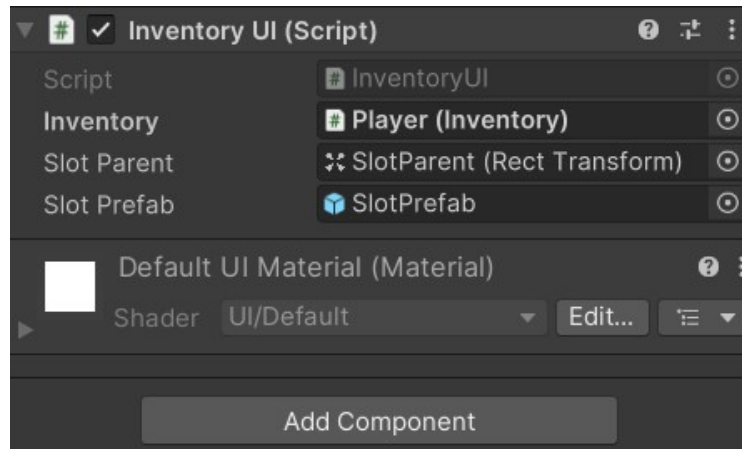 Inventory UI (Script)
Script InventoryUI
Inventory Player (Inventory)
Slot Parent SlotParent (Rect Transform)
Slot Prefab SlotPrefab
Default UI Material (Material)
Shader UI/Default Edit...
Add Component